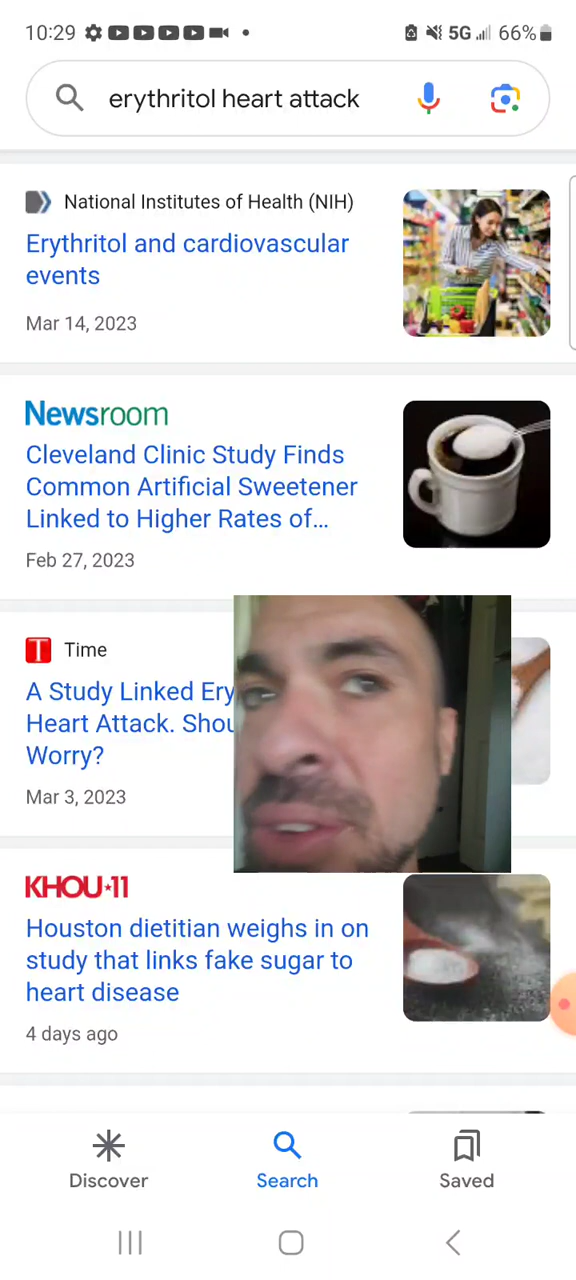 10:29
5G 66%
erythritol heart attack
National Institutes of Health (NIH)
Erythritol and cardiovascular
events
Mar 14, 2023
Newsroom
Cleveland Clinic Study Finds
Common Artificial Sweetener
Linked to Higher Rates of...
Feb 27, 2023
T Time
A Study Linked Ery
Heart Attack. Shou
Worry?
Mar 3, 2023
KHOU★11
Houston dietitian weighs in on
study that links fake sugar to
heart disease
4 days ago
Discover
Search
Saved